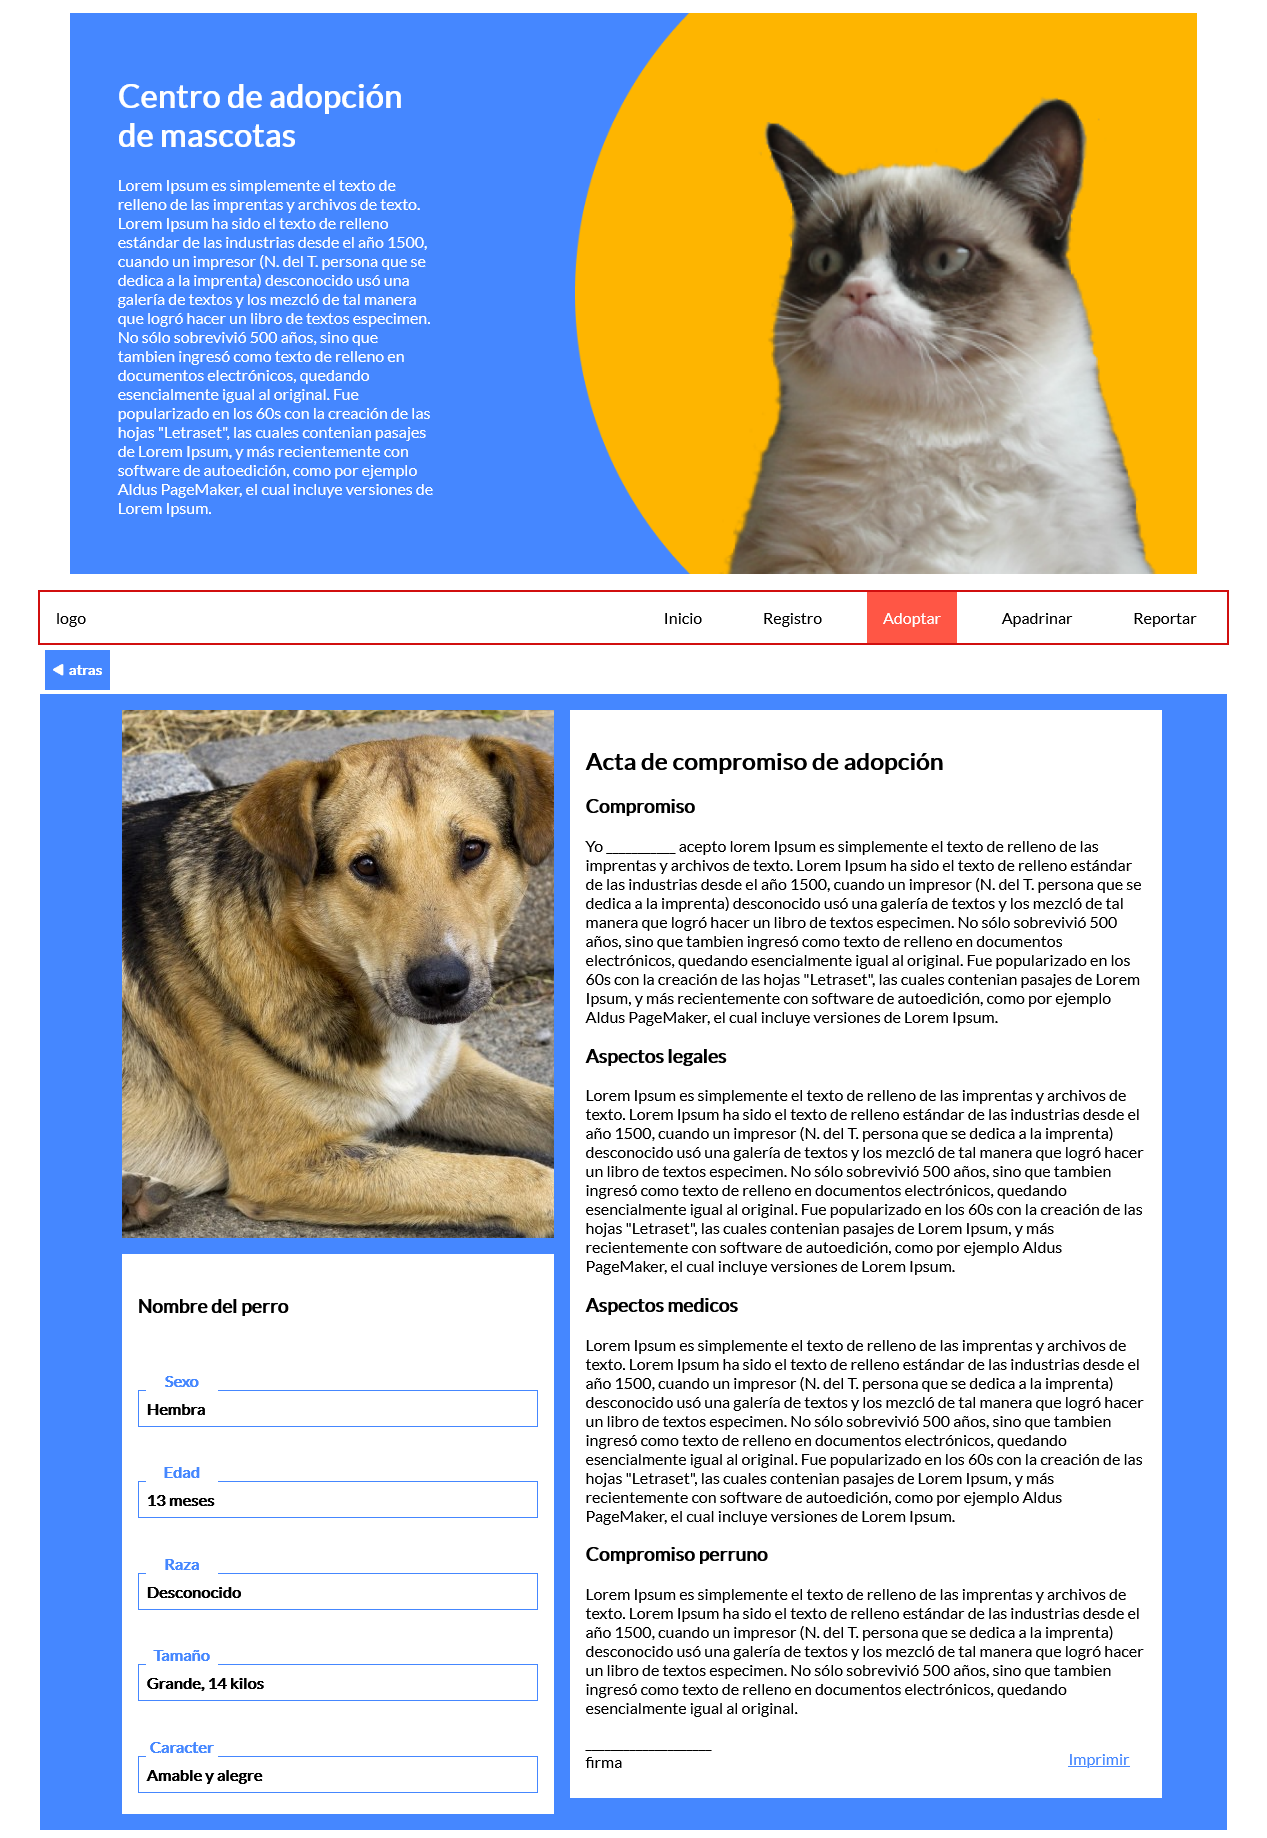 Centro de adopción
de mascotas
Lorem Ipsum es simplemente el texto de
relleno de las imprentas y archivos de texto.
Lorem Ipsum ha sido el texto de relleno
estándar de las industrias desde el año 1500,
cuando un impresor (N. del T. persona que se
dedica a la imprenta) desconocido usó una
galería de textos y los mezcló de tal manera
que logró hacer un libro de textos especimen.
No sólo sobrevivió 500 años, sino que
tambien ingresó como texto de relleno en
documentos electrónicos, quedando
esencialmente igual al original. Fue
popularizado en los 60s con la creación de las
hojas "Letraset", las cuales contenian pasajes
de Lorem Ipsum, y más recientemente con
software de autoedición, como por ejemplo
Aldus PageMaker, el cual incluye versiones de
Lorem Ipsum.
logo Inicio Registro Adoptar Apadrinar Reportar
atras
Nombre del perro
Sexo
Hembra
Edad
13 meses
Raza
Desconocido
Tamaño
Grande, 14 kilos
Caracter
Amable y alegre
Acta de compromiso de adopción
Compromiso
Yo __________ acepto lorem Ipsum es simplemente el texto de relleno de las
imprentas y archivos de texto. Lorem Ipsum ha sido el texto de relleno estándar
de las industrias desde el año 1500, cuando un impresor (N. del T. persona que se
dedica a la imprenta) desconocido usó una galería de textos y los mezcló de tal
manera que logró hacer un libro de textos especimen. No sólo sobrevivió 500
años, sino que tambien ingresó como texto de relleno en documentos
electrónicos, quedando esencialmente igual al original. Fue popularizado en los
60s con la creación de las hojas "Letraset", las cuales contenian pasajes de Lorem
Ipsum, y más recientemente con software de autoedición, como por ejemplo
Aldus PageMaker, el cual incluye versiones de Lorem Ipsum.
Aspectos legales
Lorem Ipsum es simplemente el texto de relleno de las imprentas y archivos de
texto. Lorem Ipsum ha sido el texto de relleno estándar de las industrias desde el
año 1500, cuando un impresor (N. del T. persona que se dedica a la imprenta)
desconocido usó una galería de textos y los mezcló de tal manera que logró hacer
un libro de textos especimen. No sólo sobrevivió 500 años, sino que tambien
ingresó como texto de relleno en documentos electrónicos, quedando
esencialmente igual al original. Fue popularizado en los 60s con la creación de las
hojas "Letraset", las cuales contenian pasajes de Lorem Ipsum, y más
recientemente con software de autoedición, como por ejemplo Aldus
PageMaker, el cual incluye versiones de Lorem Ipsum.
Aspectos medicos
Lorem Ipsum es simplemente el texto de relleno de las imprentas y archivos de
texto. Lorem Ipsum ha sido el texto de relleno estándar de las industrias desde el
año 1500, cuando un impresor (N. del T. persona que se dedica a la imprenta)
desconocido usó una galería de textos y los mezcló de tal manera que logró hacer
un libro de textos especimen. No sólo sobrevivió 500 años, sino que tambien
ingresó como texto de relleno en documentos electrónicos, quedando
esencialmente igual al original. Fue popularizado en los 60s con la creación de las
hojas "Letraset", las cuales contenian pasajes de Lorem Ipsum, y más
recientemente con software de autoedición, como por ejemplo Aldus
PageMaker, el cual incluye versiones de Lorem Ipsum.
Compromiso perruno
Lorem Ipsum es simplemente el texto de relleno de las imprentas y archivos de
texto. Lorem Ipsum ha sido el texto de relleno estándar de las industrias desde el
año 1500, cuando un impresor (N. del T. persona que se dedica a la imprenta)
desconocido usó una galería de textos y los mezcló de tal manera que logró hacer
un libro de textos especimen. No sólo sobrevivió 500 años, sino que tambien
ingresó como texto de relleno en documentos electrónicos, quedando
esencialmente igual al original.
__________________
firma
Imprimir